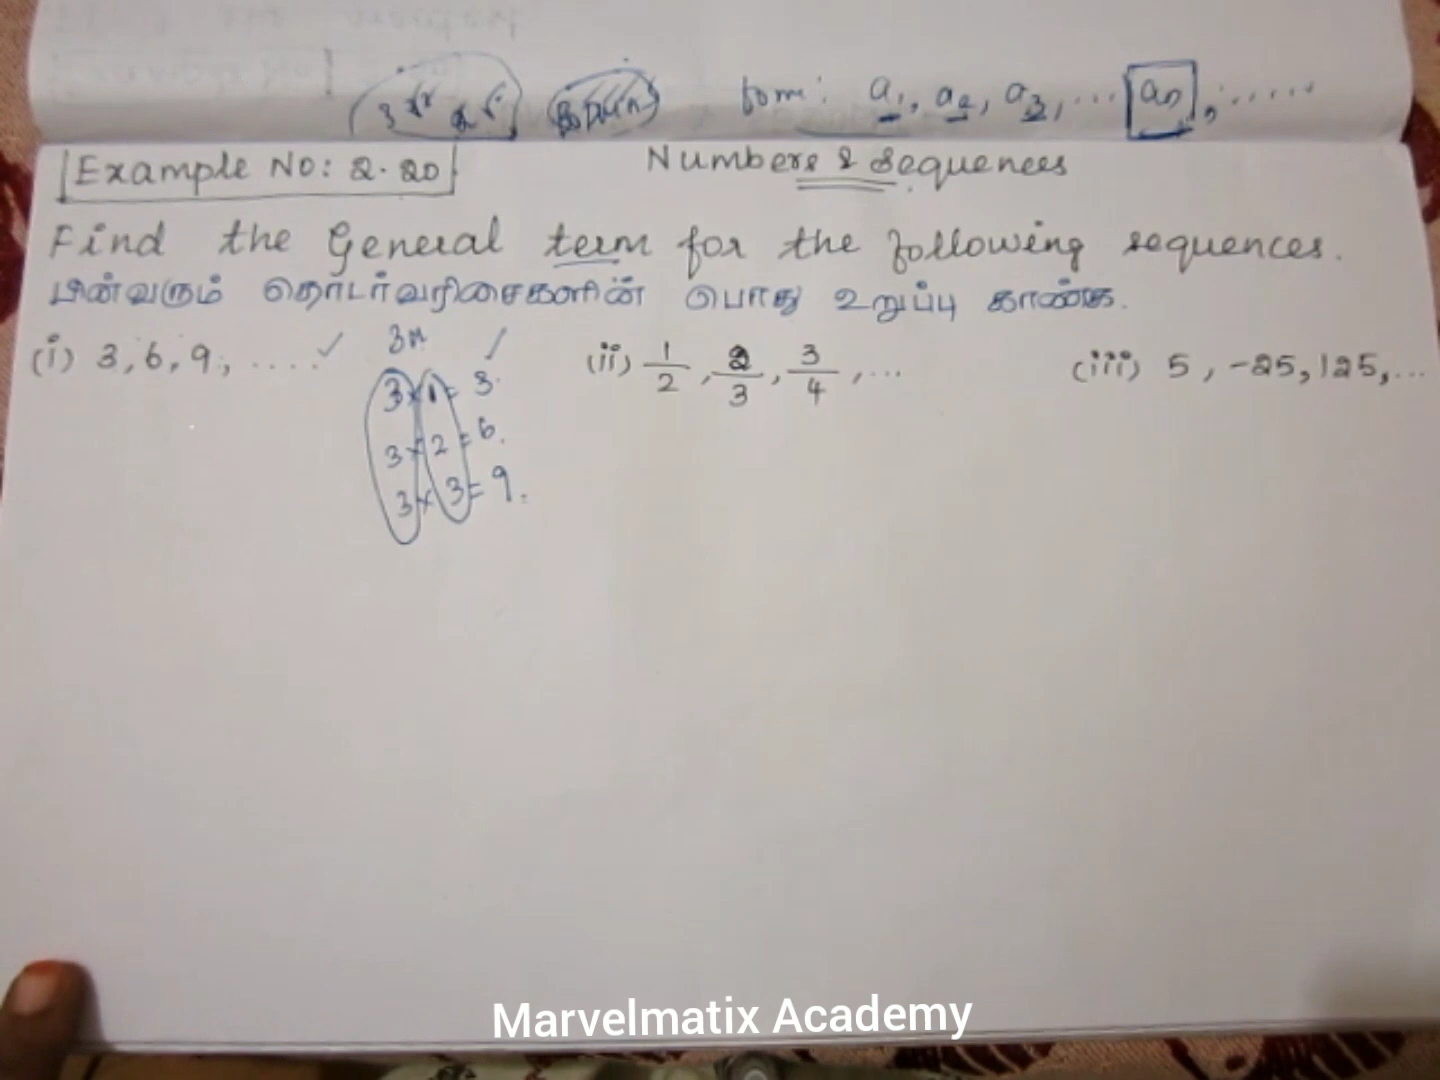 form: a₁, a₂, a₃, ... aₙ, .....
Example No: 2.20
Numbers & Sequences
Find the General term for the following sequences.
பின்வரும் தொடர்வரிசைகளின் பொது உறுப்பு காண்க.
(i) 3, 6, 9, .... ✓
3n ✓
3×1= 3.
3×2=6.
3×3=9.
(ii) 1/2, 2/3, 3/4, ...
(iii) 5, -25, 125, ...
Marvelmatix Academy